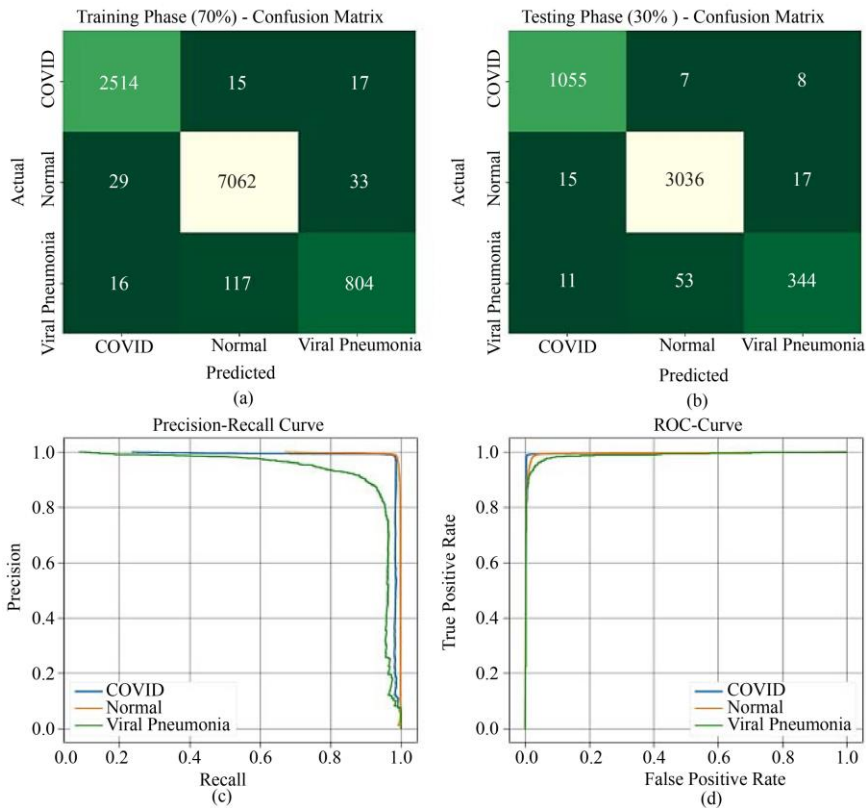 Training Phase (70%) - Confusion Matrix
COVID
2514 15 17
Actual
Normal
29 7062 33
Viral Pneumonia
16 117 804
COVID Normal Viral Pneumonia
Predicted
(a)
Testing Phase (30%) - Confusion Matrix
COVID
1055 7 8
Actual
Normal
15 3036 17
Viral Pneumonia
11 53 344
COVID Normal Viral Pneumonia
Predicted
(b)
Precision-Recall Curve
1.0
0.8
0.6
0.4
0.2
0.0
Precision
COVID
Normal
Viral Pneumonia
0.0 0.2 0.4 0.6 0.8 1.0
Recall
(c)
ROC-Curve
1.0
0.8
0.6
0.4
0.2
0.0
True Positive Rate
COVID
Normal
Viral Pneumonia
0.0 0.2 0.4 0.6 0.8 1.0
False Positive Rate
(d)